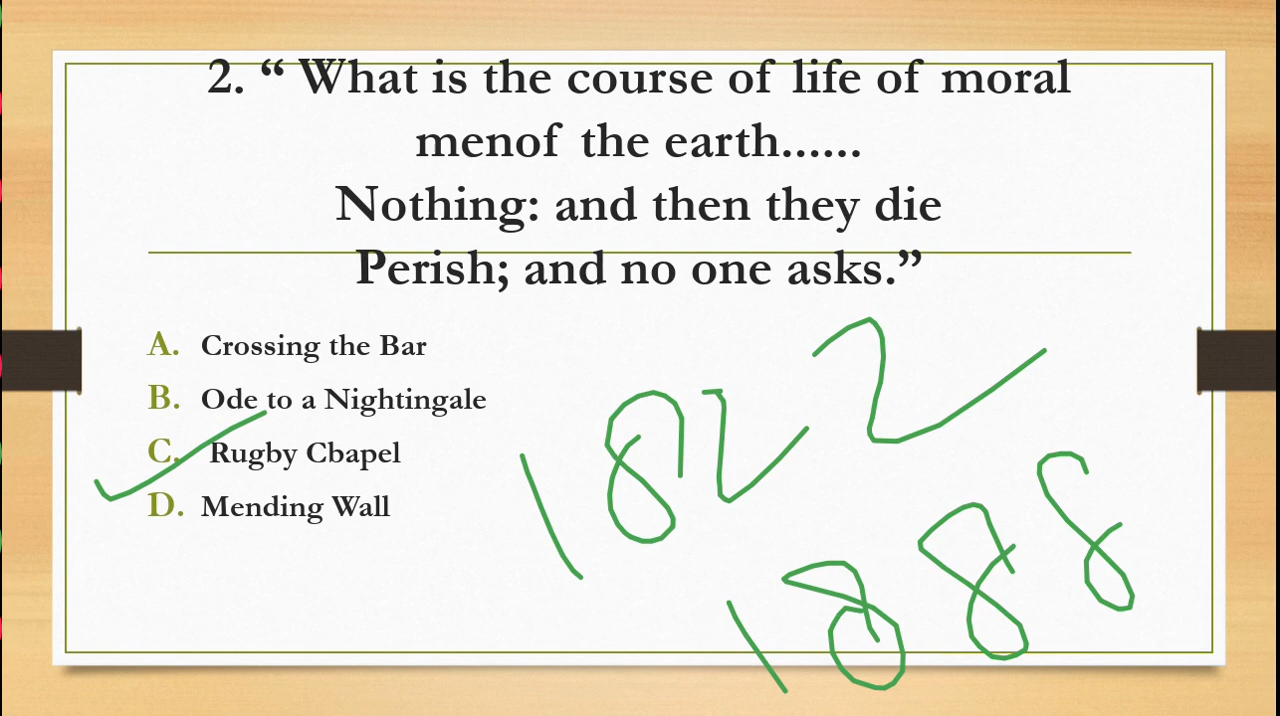 2. “ What is the course of life of moral
menof the earth......
Nothing: and then they die
Perish; and no one asks.”
A. Crossing the Bar
B. Ode to a Nightingale
C. Rugby Cbapel
D. Mending Wall
1822
1888